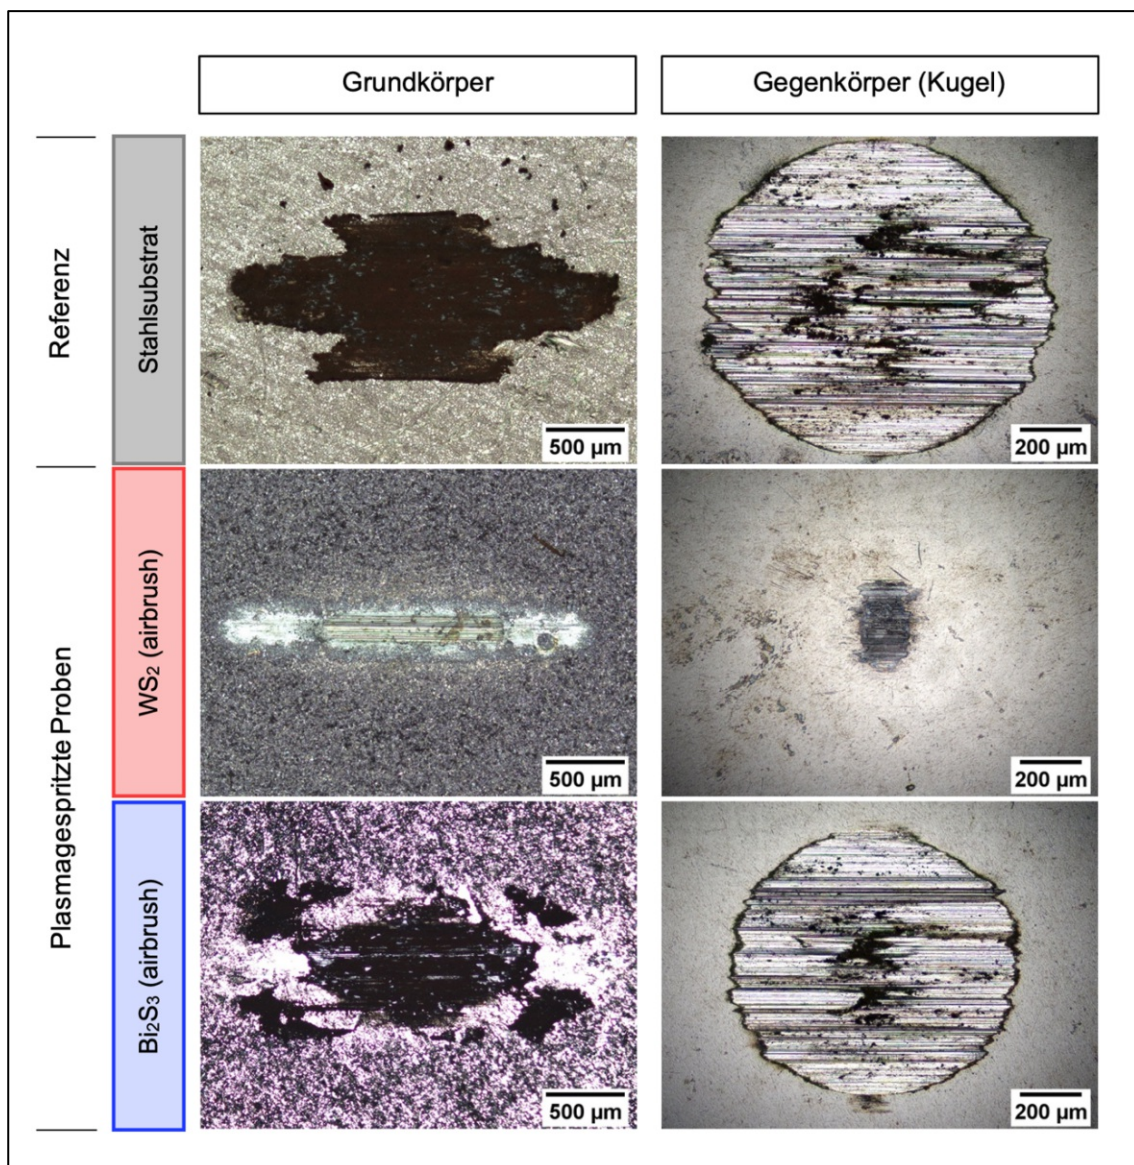 Grundkörper
Gegenkörper (Kugel)
Referenz
Stahlsubstrat
500 µm
200 µm
Plasmagespritzte Proben
WS₂ (airbrush)
500 µm
200 µm
Bi₂S₃ (airbrush)
500 µm
200 µm